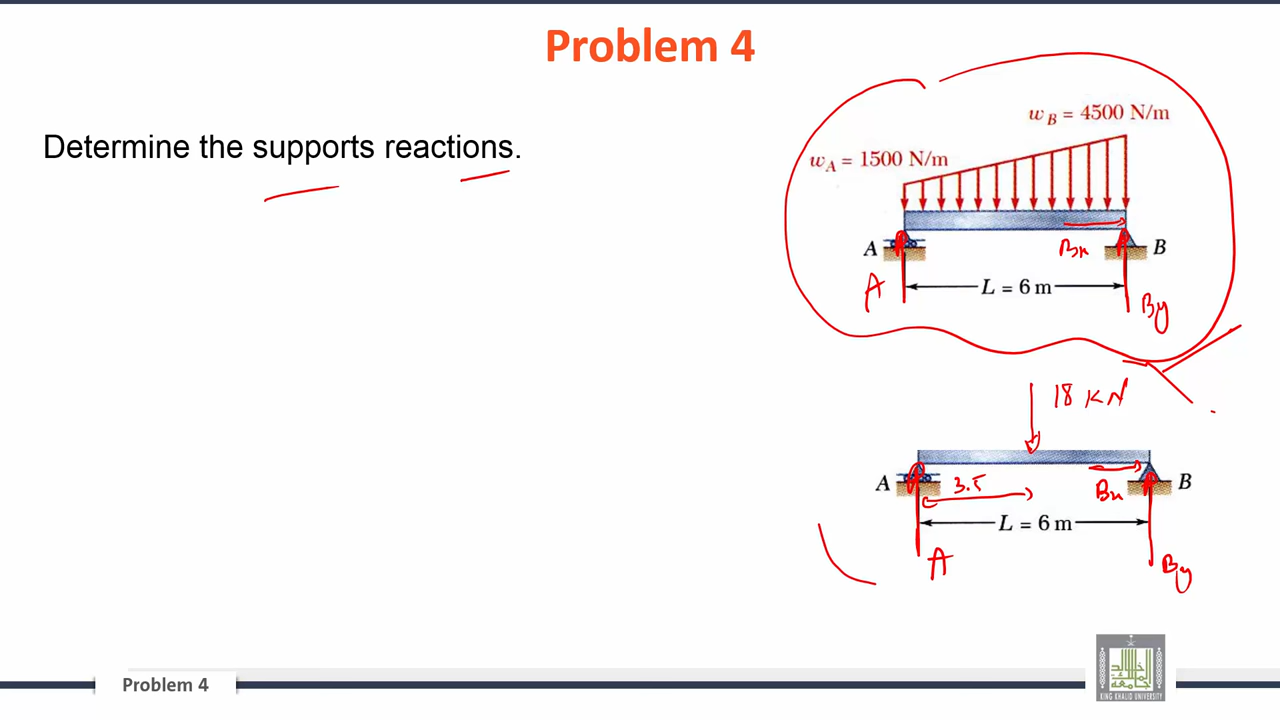 Problem 4
Determine the supports reactions.
w_B = 4500 N/m
w_A = 1500 N/m
A
B
Bx
A
L = 6 m
By
18 KN
A
3.5
Bx
B
L = 6 m
A
By
Problem 4
KING KHALID UNIVERSITY